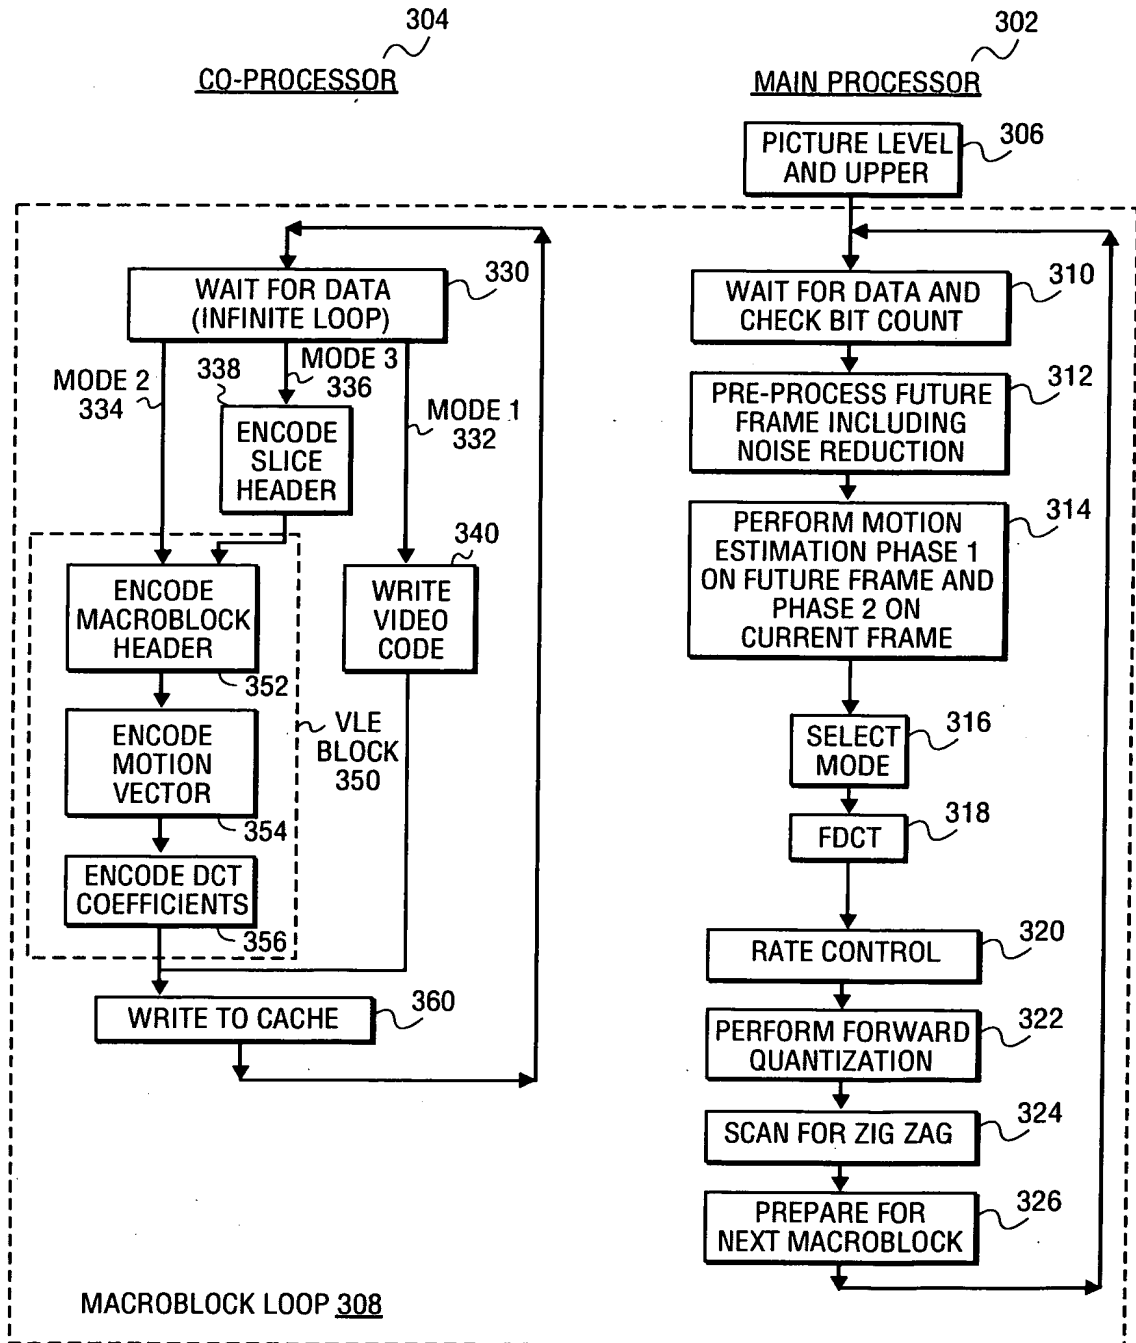 304
CO-PROCESSOR
302
MAIN PROCESSOR
PICTURE LEVEL
AND UPPER
306
WAIT FOR DATA
(INFINITE LOOP)
330
MODE 2
334
338
MODE 3
336
MODE 1
332
ENCODE
SLICE
HEADER
340
WRITE
VIDEO
CODE
ENCODE
MACROBLOCK
HEADER
352
ENCODE
MOTION
VECTOR
354
VLE
BLOCK
350
ENCODE DCT
COEFFICIENTS
356
WRITE TO CACHE
360
WAIT FOR DATA AND
CHECK BIT COUNT
310
PRE-PROCESS FUTURE
FRAME INCLUDING
NOISE REDUCTION
312
PERFORM MOTION
ESTIMATION PHASE 1
ON FUTURE FRAME AND
PHASE 2 ON
CURRENT FRAME
314
SELECT
MODE
316
FDCT
318
RATE CONTROL
320
PERFORM FORWARD
QUANTIZATION
322
SCAN FOR ZIG ZAG
324
PREPARE FOR
NEXT MACROBLOCK
326
MACROBLOCK LOOP 308